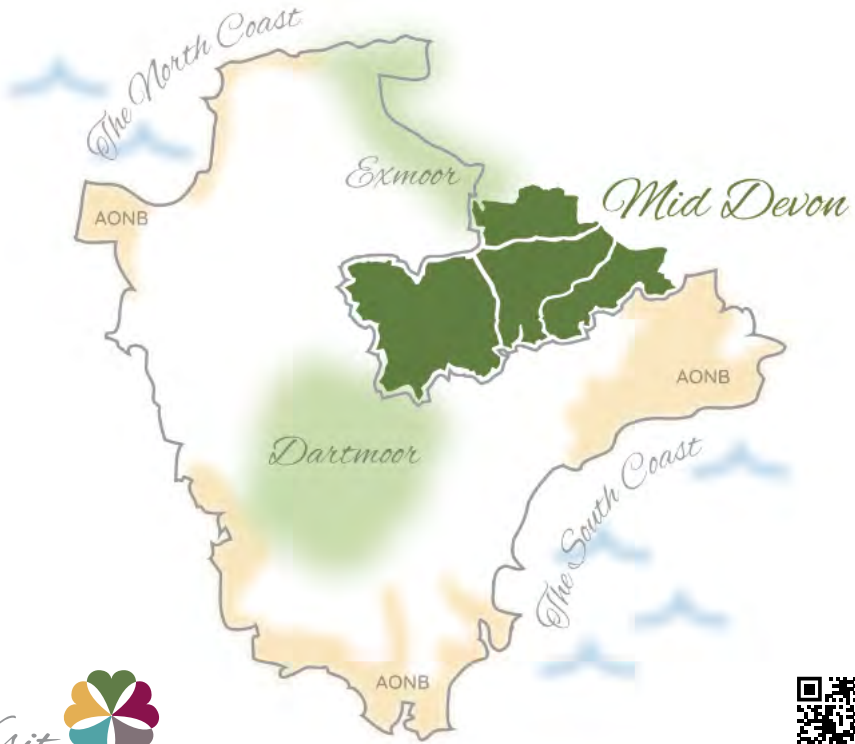 The North Coast
Exmoor
Mid Devon
AONB
AONB
Dartmoor
The South Coast
AONB